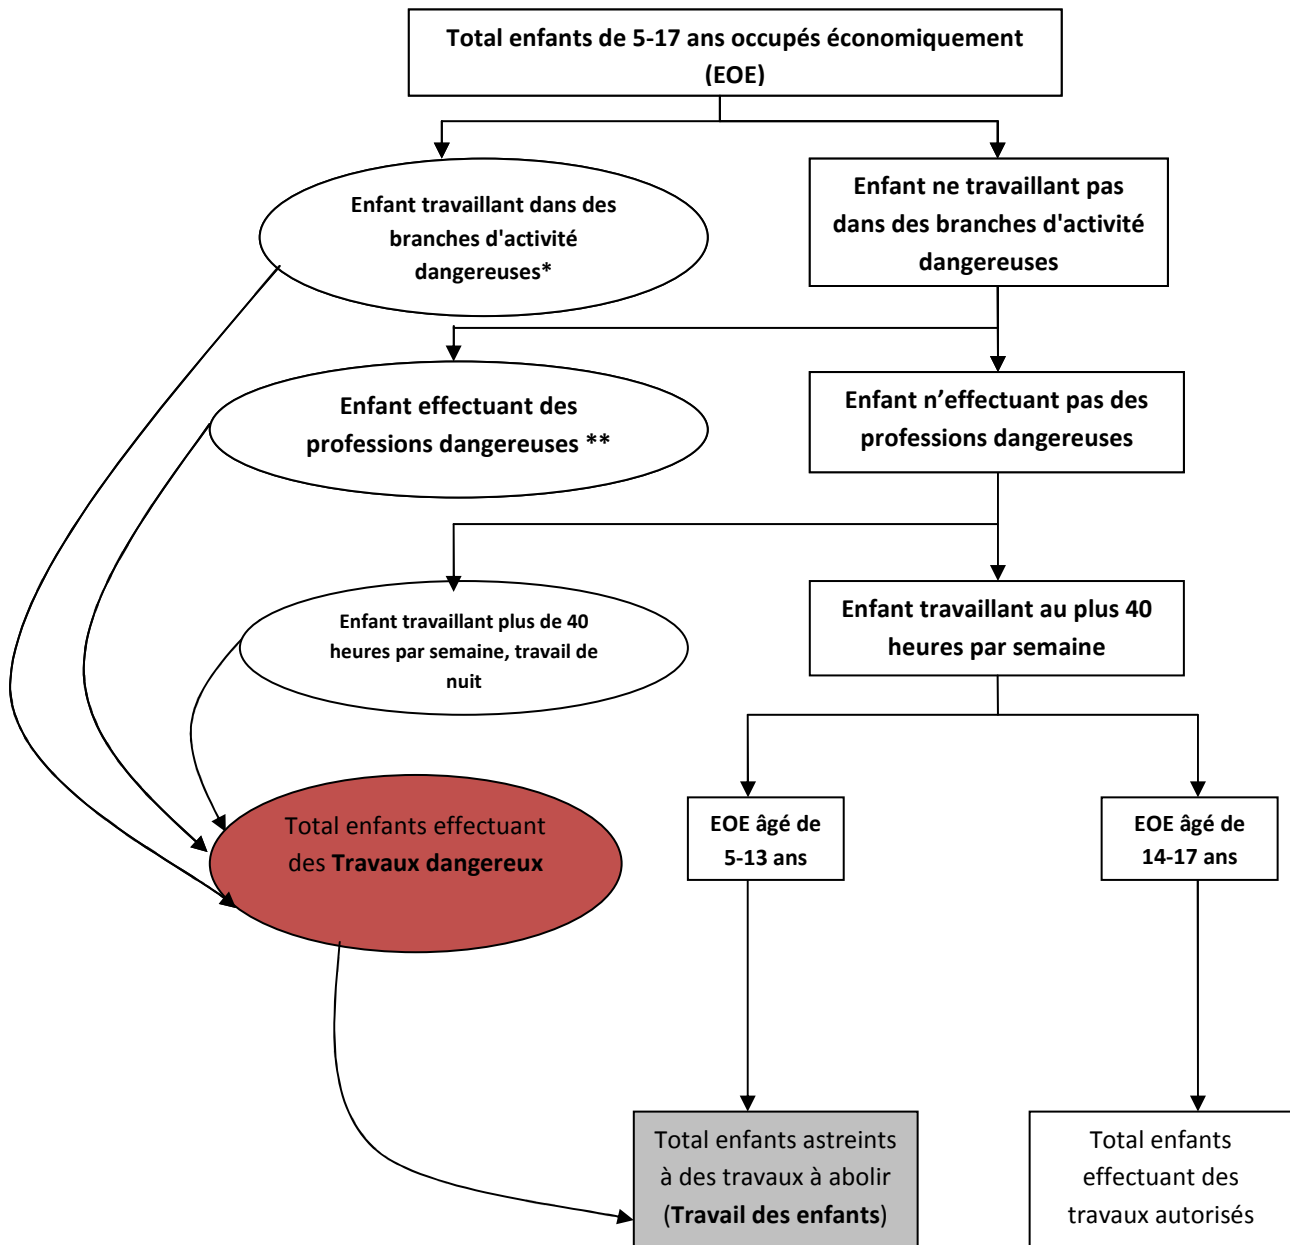 Total enfants de 5-17 ans occupés économiquement
(EOE)
Enfant travaillant dans des
branches d'activité
dangereuses*
Enfant ne travaillant pas
dans des branches d'activité
dangereuses
Enfant effectuant des
professions dangereuses **
Enfant n’effectuant pas des
professions dangereuses
Enfant travaillant plus de 40
heures par semaine, travail de
nuit
Enfant travaillant au plus 40
heures par semaine
Total enfants effectuant
des Travaux dangereux
EOE âgé de
5-13 ans
EOE âgé de
14-17 ans
Total enfants astreints
à des travaux à abolir
(Travail des enfants)
Total enfants
effectuant des
travaux autorisés